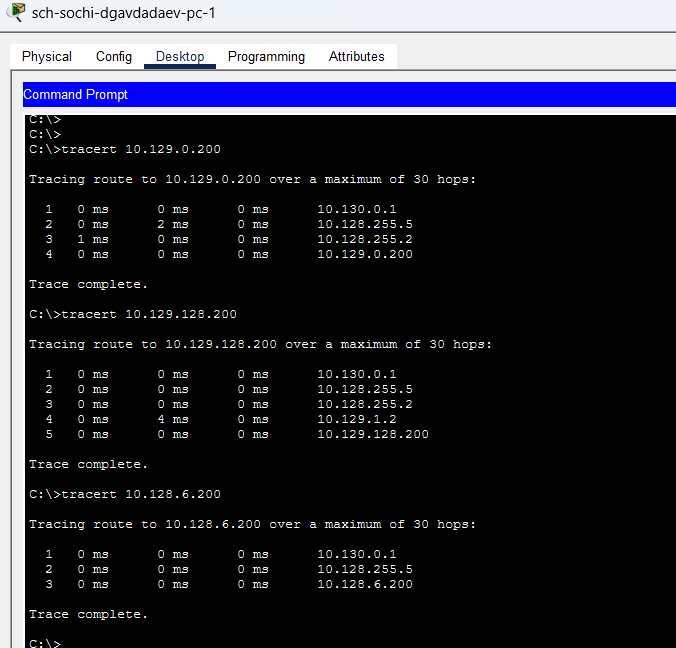 sch-sochi-dgavdadaev-pc-1
Physical Config Desktop Programming Attributes
Command Prompt
C:\>
C:\>
C:\>tracert 10.129.0.200
Tracing route to 10.129.0.200 over a maximum of 30 hops:
1 0 ms 0 ms 0 ms 10.130.0.1
2 0 ms 2 ms 0 ms 10.128.255.5
3 1 ms 0 ms 0 ms 10.128.255.2
4 0 ms 0 ms 0 ms 10.129.0.200
Trace complete.
C:\>tracert 10.129.128.200
Tracing route to 10.129.128.200 over a maximum of 30 hops:
1 0 ms 0 ms 0 ms 10.130.0.1
2 0 ms 0 ms 0 ms 10.128.255.5
3 0 ms 0 ms 0 ms 10.128.255.2
4 0 ms 4 ms 0 ms 10.129.1.2
5 0 ms 0 ms 0 ms 10.129.128.200
Trace complete.
C:\>tracert 10.128.6.200
Tracing route to 10.128.6.200 over a maximum of 30 hops:
1 0 ms 0 ms 0 ms 10.130.0.1
2 0 ms 0 ms 0 ms 10.128.255.5
3 0 ms 0 ms 0 ms 10.128.6.200
Trace complete.
C:\>